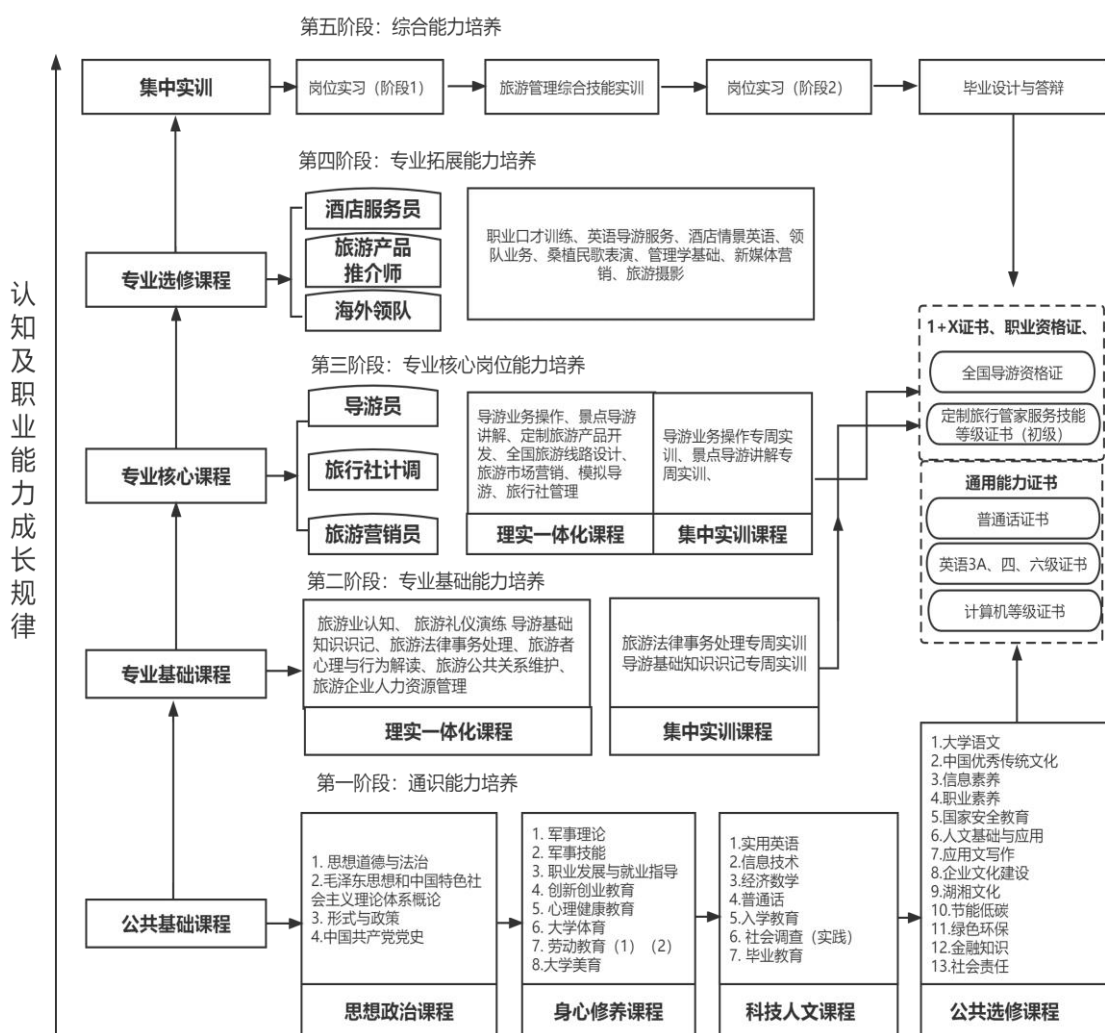 第五阶段：综合能力培养
集中实训
岗位实习（阶段1）
旅游管理综合技能实训
岗位实习（阶段2）
毕业设计与答辩
第四阶段：专业拓展能力培养
专业选修课程
酒店服务员
旅游产品
推介师
海外领队
职业口才训练、英语导游服务、酒店情景英语、领
队业务、桑植民歌表演、管理学基础、新媒体营
销、旅游摄影
认知及职业能力成长规律
1+X证书、职业资格证、
全国导游资格证
定制旅行管家服务技能
等级证书（初级）
通用能力证书
普通话证书
英语3A、四、六级证书
计算机等级证书
第三阶段：专业核心岗位能力培养
专业核心课程
导游员
旅行社计调
旅游营销员
导游业务操作、景点导游
讲解、定制旅游产品开
发、全国旅游线路设计、
旅游市场营销、模拟导
游、旅行社管理
理实一体化课程
导游业务操作专周实
训、景点导游讲解专
周实训、
集中实训课程
第二阶段：专业基础能力培养
专业基础课程
旅游业认知、 旅游礼仪演练 导游基础
知识识记、旅游法律事务处理、旅游者
心理与行为解读、旅游公共关系维护、
旅游企业人力资源管理
理实一体化课程
旅游法律事务处理专周实训
导游基础知识识记专周实训
集中实训课程
第一阶段：通识能力培养
公共基础课程
1. 思想道德与法治
2.毛泽东思想和中国特色社
会主义理论体系概论
3. 形式与政策
4.中国共产党党史
思想政治课程
1. 军事理论
2. 军事技能
3. 职业发展与就业指导
4. 创新创业教育
5. 心理健康教育
6. 大学体育
7. 劳动教育（1）（2）
8.大学美育
身心修养课程
1.实用英语
2.信息技术
3.经济数学
4.普通话
5.入学教育
6. 社会调查（实践）
7. 毕业教育
科技人文课程
1.大学语文
2.中国优秀传统文化
3.信息素养
4.职业素养
5.国家安全教育
6.人文基础与应用
7.应用文写作
8.企业文化建设
9.湖湘文化
10.节能低碳
11.绿色环保
12.金融知识
13.社会责任
公共选修课程